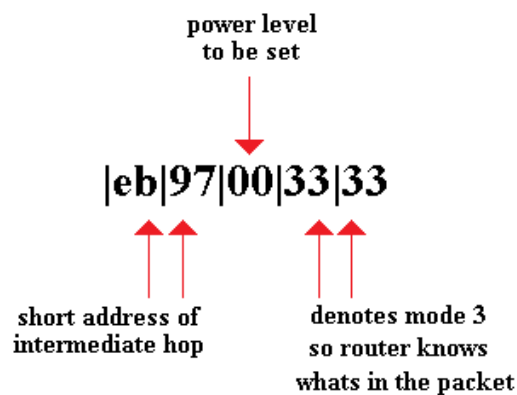 power level
to be set
|eb|97|00|33|33
short address of
intermediate hop
denotes mode 3
so router knows
whats in the packet